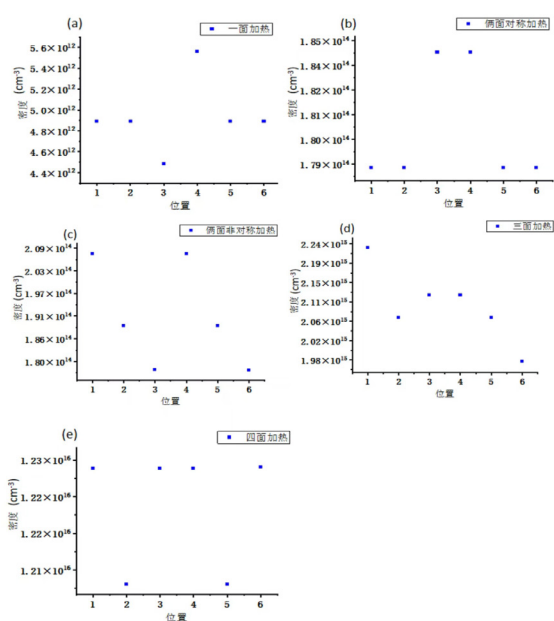 (a)
一面加热
5.6×10¹²
5.4×10¹²
5.2×10¹²
5.0×10¹²
4.8×10¹²
4.6×10¹²
4.4×10¹²
密度 (cm⁻³)
1 2 3 4 5 6
位置
(b)
俩面对称加热
1.85×10¹⁴
1.84×10¹⁴
1.82×10¹⁴
1.81×10¹⁴
1.80×10¹⁴
1.79×10¹⁴
密度 (cm⁻³)
1 2 3 4 5 6
位置
(c)
俩面非对称加热
2.09×10¹⁴
2.03×10¹⁴
1.97×10¹⁴
1.91×10¹⁴
1.86×10¹⁴
1.80×10¹⁴
密度 (cm⁻³)
1 2 3 4 5 6
位置
(d)
三面加热
2.24×10¹⁵
2.19×10¹⁵
2.15×10¹⁵
2.11×10¹⁵
2.06×10¹⁵
2.02×10¹⁵
1.98×10¹⁵
密度 (cm⁻³)
1 2 3 4 5 6
位置
(e)
四面加热
1.23×10¹⁶
1.22×10¹⁶
1.22×10¹⁶
1.21×10¹⁶
密度 (cm⁻³)
1 2 3 4 5 6
位置